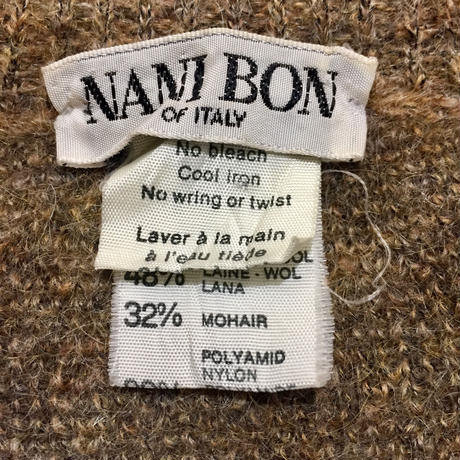 NANI BON
OF ITALY
No bleach
Cool iron
No wring or twist
Laver à la main
à l'eau tiède
48%
LAINE - WOL
LANA
32% MOHAIR
POLYAMID
NYLON